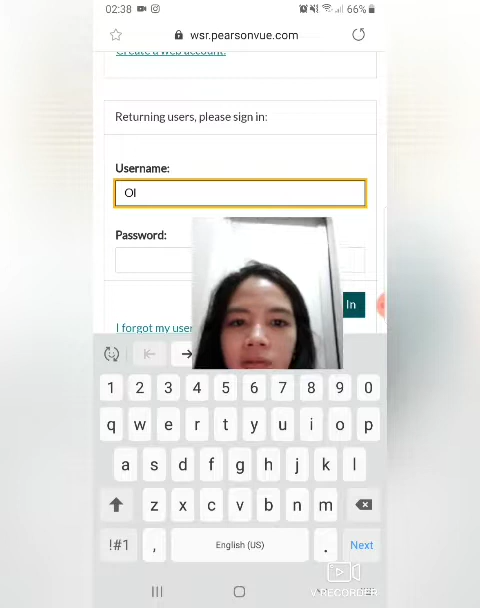 02:38 66%
wsr.pearsonvue.com
Create a web account.
Returning users, please sign in:
Username:
Ol
Password:
In
I forgot my user
1 2 3 4 5 6 7 8 9 0
q w e r t y u i o p
a s d f g h j k l
z x c v b n m
!#1 , English (US) . Next
V RECORDER